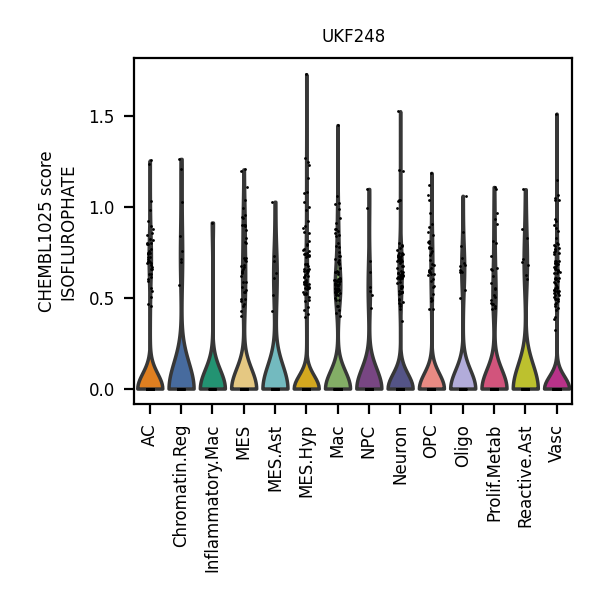 UKF248
CHEMBL1025 score
ISOFLUROPHATE
1.5
1.0
0.5
0.0
AC
Chromatin.Reg
Inflammatory.Mac
MES
MES.Ast
MES.Hyp
Mac
NPC
Neuron
OPC
Oligo
Prolif.Metab
Reactive.Ast
Vasc